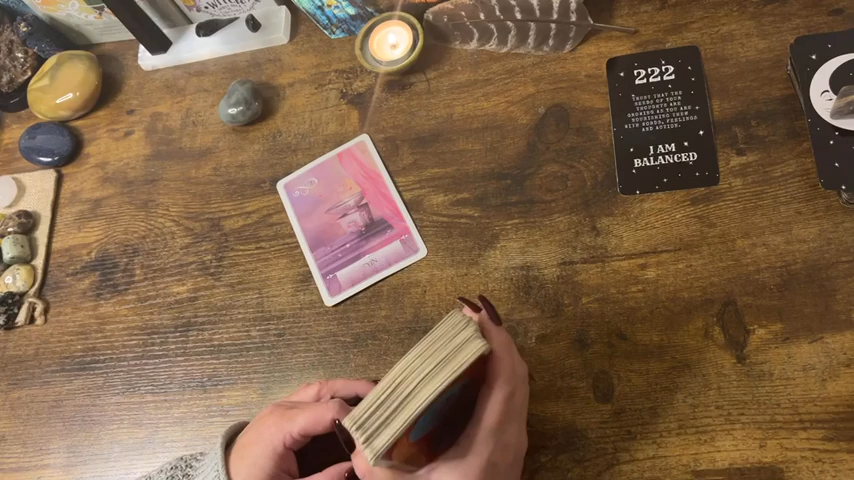 WITCH
222
TRUST THAT THE
SEEDS OF YOUR
THOUGHTS ARE
GROWING AS YOU ARE
NOURISHING THEM
WITH WORDS, FEELINGS
AND ACTION.
I AM
BALANCED